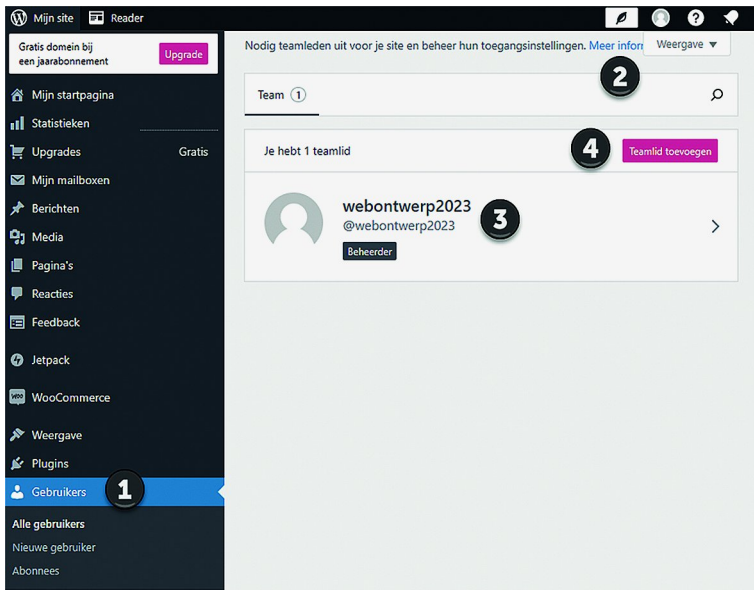 Mijn site Reader
Gratis domein bij
een jaarabonnement
Upgrade
Mijn startpagina
Statistieken
Upgrades Gratis
Mijn mailboxen
Berichten
Media
Pagina's
Reacties
Feedback
Jetpack
WooCommerce
Weergave
Plugins
Gebruikers 1
Alle gebruikers
Nieuwe gebruiker
Abonnees
Nodig teamleden uit voor je site en beheer hun toegangsinstellingen. Meer infor
Weergave ▼
2
Team 1
Je hebt 1 teamlid
4
Teamlid toevoegen
webontwerp2023
@webontwerp2023
3
Beheerder